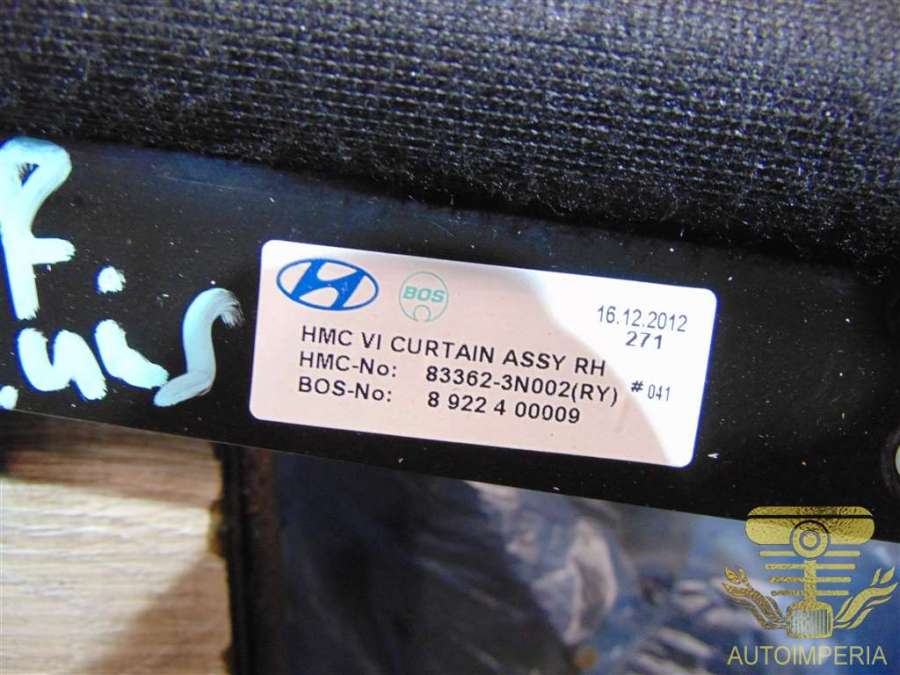 BOS
16.12.2012
271
HMC VI CURTAIN ASSY RH
HMC-No: 83362-3N002(RY) #041
BOS-No: 8 922 4 00009
AUTOIMPERIA